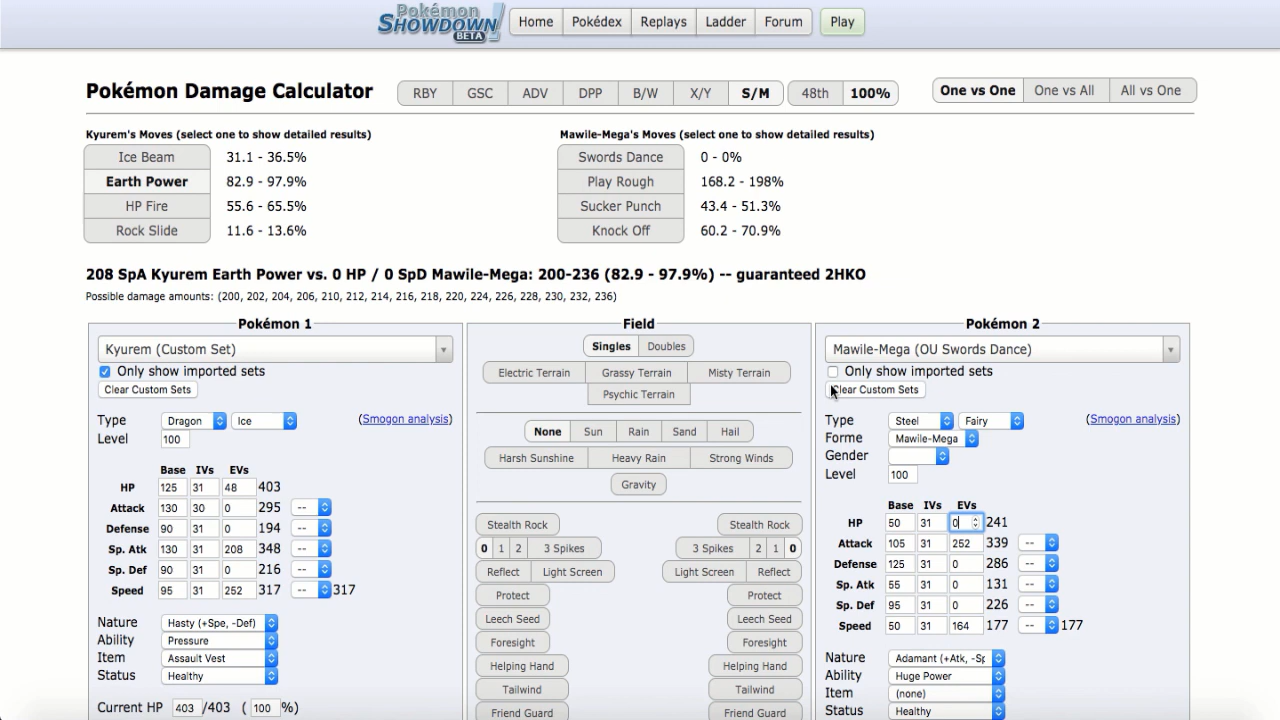 Pokémon
SHOWDOWN!
BETA
Home Pokédex Replays Ladder Forum Play
Pokémon Damage Calculator RBY GSC ADV DPP B/W X/Y S/M 48th 100% One vs One One vs All All vs One
Kyurem's Moves (select one to show detailed results) Mawile-Mega's Moves (select one to show detailed results)
Ice Beam 31.1 - 36.5% Swords Dance 0 - 0%
Earth Power 82.9 - 97.9% Play Rough 168.2 - 198%
HP Fire 55.6 - 65.5% Sucker Punch 43.4 - 51.3%
Rock Slide 11.6 - 13.6% Knock Off 60.2 - 70.9%
208 SpA Kyurem Earth Power vs. 0 HP / 0 SpD Mawile-Mega: 200-236 (82.9 - 97.9%) -- guaranteed 2HKO
Possible damage amounts: (200, 202, 204, 206, 210, 212, 214, 216, 218, 220, 224, 226, 228, 230, 232, 236)
Pokémon 1
Kyurem (Custom Set)
Only show imported sets
Clear Custom Sets
Type Dragon Ice (Smogon analysis)
Level 100
Base IVs EVs
HP 125 31 48 403
Attack 130 30 0 295 --
Defense 90 31 0 194 --
Sp. Atk 130 31 208 348 --
Sp. Def 90 31 0 216 --
Speed 95 31 252 317 -- 317
Nature Hasty (+Spe, -Def)
Ability Pressure
Item Assault Vest
Status Healthy
Current HP 403 /403 ( 100 %)
Field
Singles Doubles
Electric Terrain Grassy Terrain Misty Terrain
Psychic Terrain
None Sun Rain Sand Hail
Harsh Sunshine Heavy Rain Strong Winds
Gravity
Stealth Rock Stealth Rock
0 1 2 3 Spikes 3 Spikes 2 1 0
Reflect Light Screen Light Screen Reflect
Protect Protect
Leech Seed Leech Seed
Foresight Foresight
Helping Hand Helping Hand
Tailwind Tailwind
Friend Guard Friend Guard
Pokémon 2
Mawile-Mega (OU Swords Dance)
Only show imported sets
Clear Custom Sets
Type Steel Fairy (Smogon analysis)
Forme Mawile-Mega
Gender
Level 100
Base IVs EVs
HP 50 31 0 241
Attack 105 31 252 339 --
Defense 125 31 0 286 --
Sp. Atk 55 31 0 131 --
Sp. Def 95 31 0 226 --
Speed 50 31 164 177 -- 177
Nature Adamant (+Atk, -Sp
Ability Huge Power
Item (none)
Status Healthy